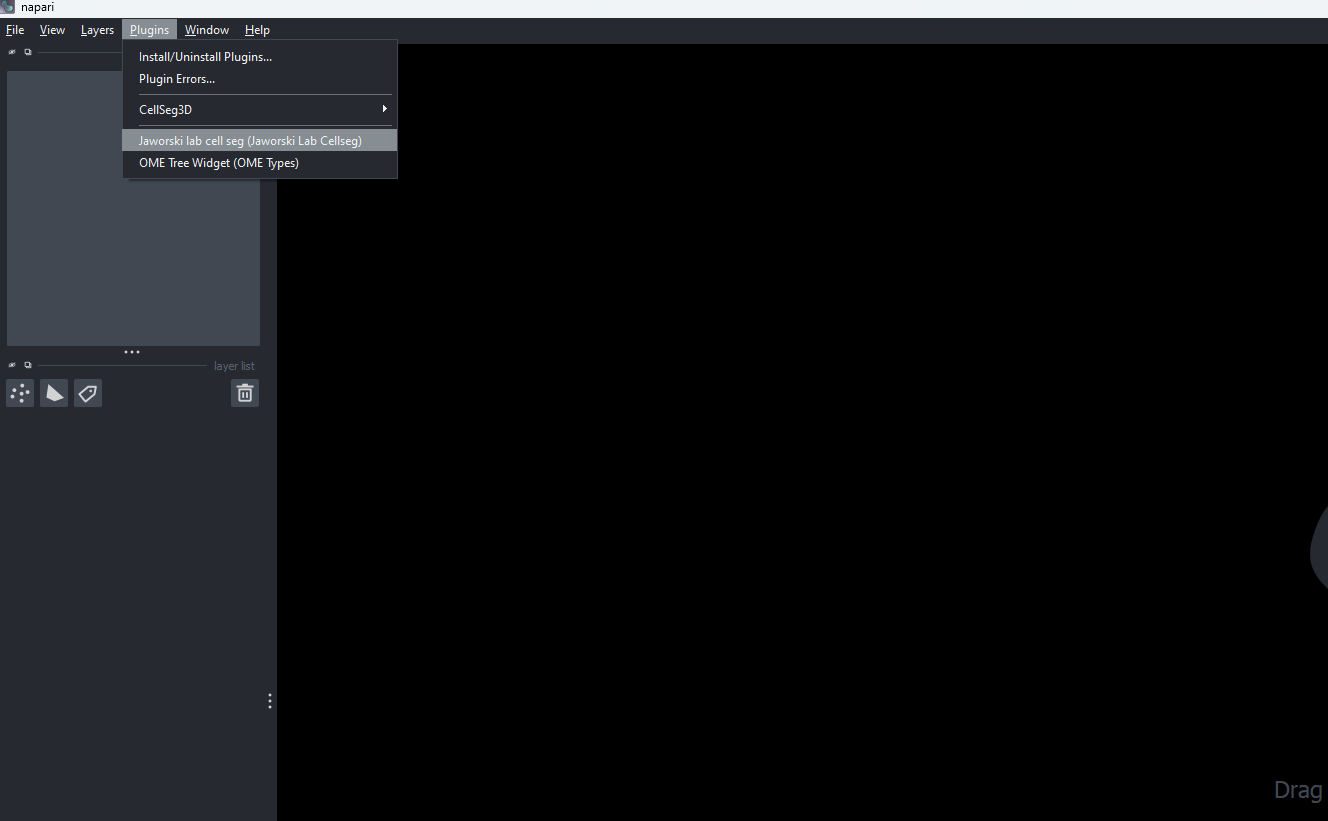 napari
File View Layers Plugins Window Help
Install/Uninstall Plugins...
Plugin Errors...
CellSeg3D
Jaworski lab cell seg (Jaworski Lab Cellseg)
OME Tree Widget (OME Types)
layer list
Drag